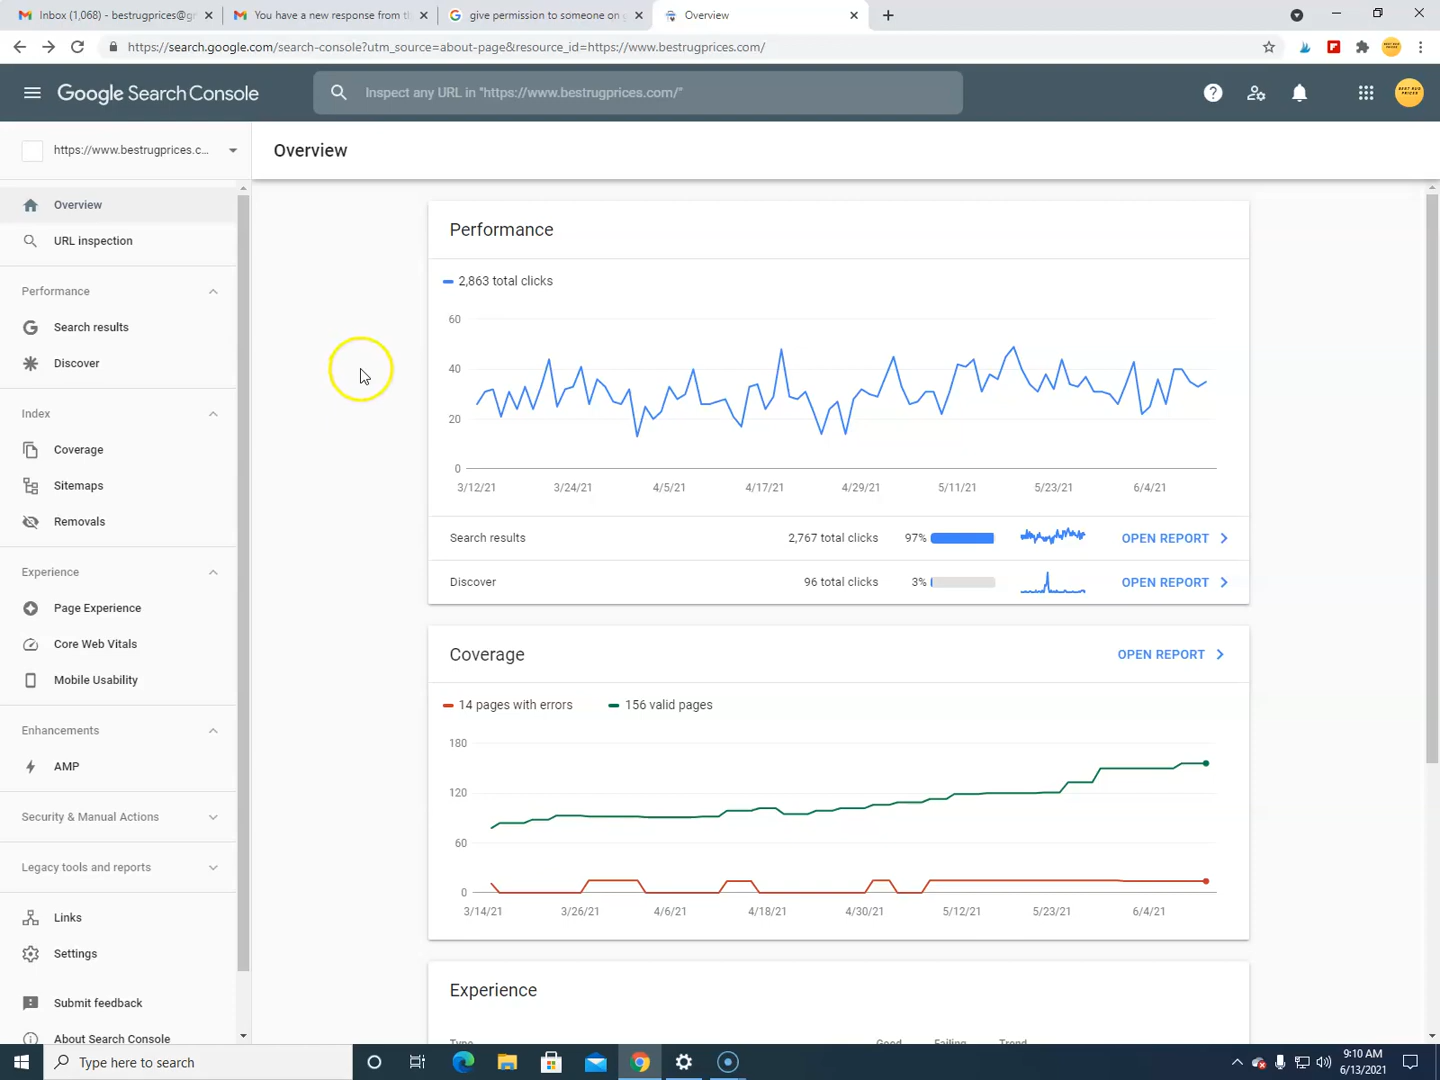 Inbox (1,068) - bestrugprices@gr
You have a new response from th
give permission to someone on g
Overview
https://search.google.com/search-console?utm_source=about-page&resource_id=https://www.bestrugprices.com/
Google Search Console
Inspect any URL in "https://www.bestrugprices.com/"
BEST RUG PRICES
https://www.bestrugprices.c...
Overview
Overview
URL inspection
Performance
Search results
Discover
Index
Coverage
Sitemaps
Removals
Experience
Page Experience
Core Web Vitals
Mobile Usability
Enhancements
AMP
Security & Manual Actions
Legacy tools and reports
Links
Settings
Submit feedback
About Search Console
Performance
2,863 total clicks
60
40
20
0
3/12/21 3/24/21 4/5/21 4/17/21 4/29/21 5/11/21 5/23/21 6/4/21
Search results 2,767 total clicks 97% OPEN REPORT
Discover 96 total clicks 3% OPEN REPORT
Coverage OPEN REPORT
14 pages with errors 156 valid pages
180
120
60
0
3/14/21 3/26/21 4/6/21 4/18/21 4/30/21 5/12/21 5/23/21 6/4/21
Experience
Type Good Failing Trend
Type here to search
9:10 AM
6/13/2021